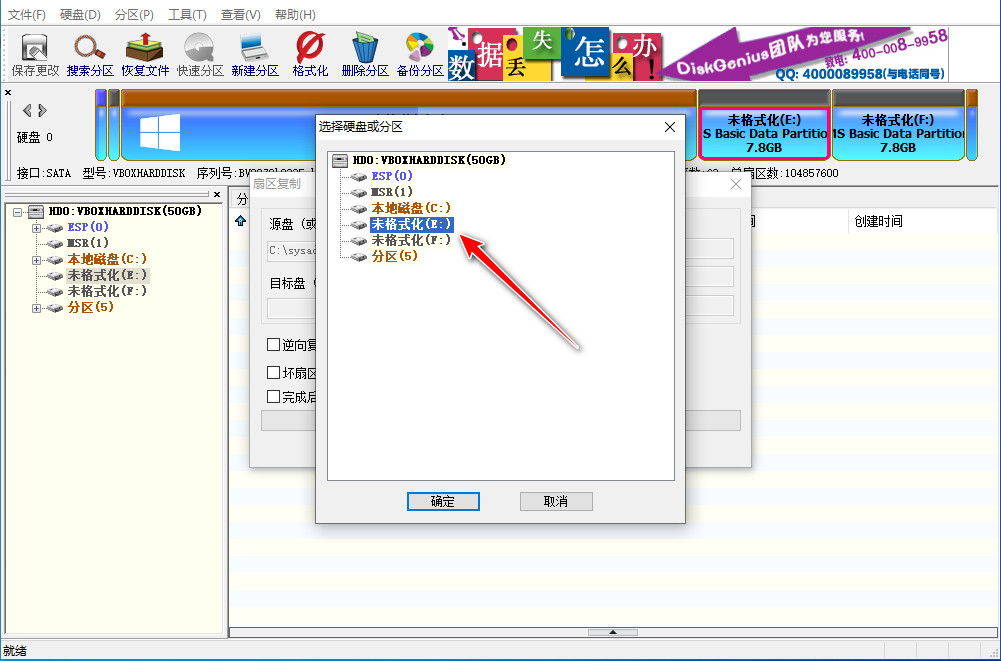 文件(F) 硬盘(D) 分区(P) 工具(T) 查看(V) 帮助(H)
保存更改 搜索分区 恢复文件 快速分区 新建分区 格式化 删除分区 备份分区
数据丢失怎么办!
DiskGenius团队为您服务!
致电: 400-008-9958
QQ: 4000089958(与电话同号)
硬盘 0
未格式化(E:)
S Basic Data Partitio
7.8GB
未格式化(F:)
MS Basic Data Partition
7.8GB
接口:SATA 型号:VBOXHARDDISK 序列号:
总扇区数:104857600
HD0:VBOXHARDDISK(50GB)
ESP(0)
MSR(1)
本地磁盘(C:)
未格式化(E:)
未格式化(F:)
分区(5)
分
创建时间
扇区复制
源盘（或
C:\sysad
目标盘（
逆向复
坏扇区
完成后
选择硬盘或分区
HD0:VBOXHARDDISK(50GB)
ESP(0)
MSR(1)
本地磁盘(C:)
未格式化(E:)
未格式化(F:)
分区(5)
确定 取消
就绪